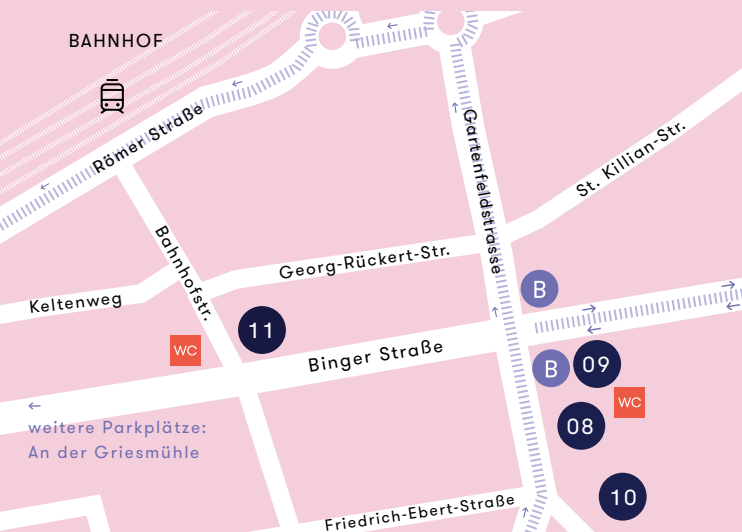 BAHNHOF
Römer Straße
Gartenfeldstrasse
St. Killian-Str.
Bahnhofstr.
Georg-Rückert-Str.
Keltenweg
B
11
WC
Binger Straße
B
09
WC
08
weitere Parkplätze:
An der Griesmühle
10
Friedrich-Ebert-Straße